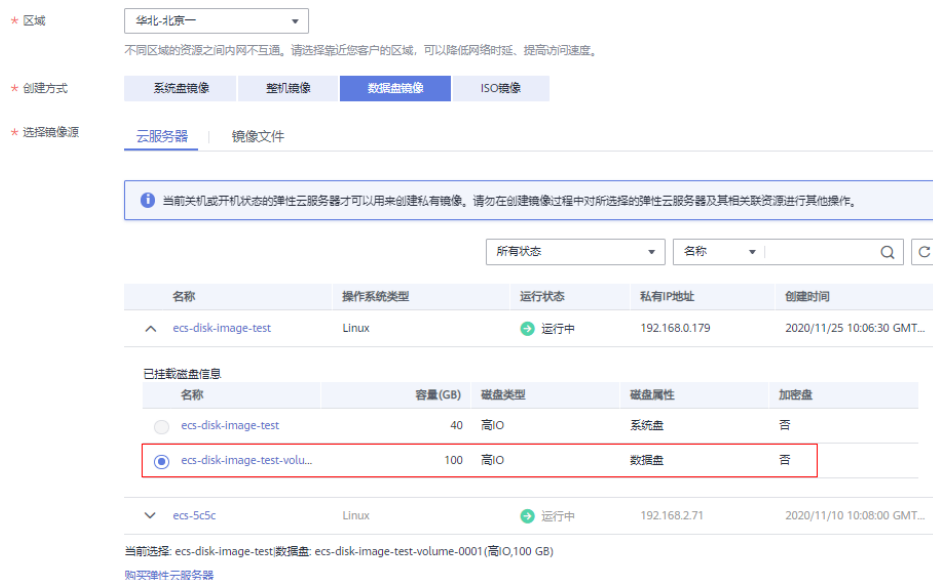 * 区域 华北-北京一
不同区域的资源之间内网不互通。请选择靠近您客户的区域，可以降低网络时延、提高访问速度。
* 创建方式 系统盘镜像 整机镜像 数据盘镜像 ISO镜像
* 选择镜像源 云服务器 镜像文件
当前关机或开机状态的弹性云服务器才可以用来创建私有镜像。请勿在创建镜像过程中对所选择的弹性云服务器及其相关联资源进行其他操作。
所有状态 名称
名称 操作系统类型 运行状态 私有IP地址 创建时间
ecs-disk-image-test Linux 运行中 192.168.0.179 2020/11/25 10:06:30 GMT...
已挂载磁盘信息
名称 容量(GB) 磁盘类型 磁盘属性 加密盘
ecs-disk-image-test 40 高IO 系统盘 否
ecs-disk-image-test-volu... 100 高IO 数据盘 否
ecs-5c5c Linux 运行中 192.168.2.71 2020/11/10 10:08:00 GMT...
当前选择: ecs-disk-image-test|数据盘: ecs-disk-image-test-volume-0001(高IO,100 GB)
购买弹性云服务器